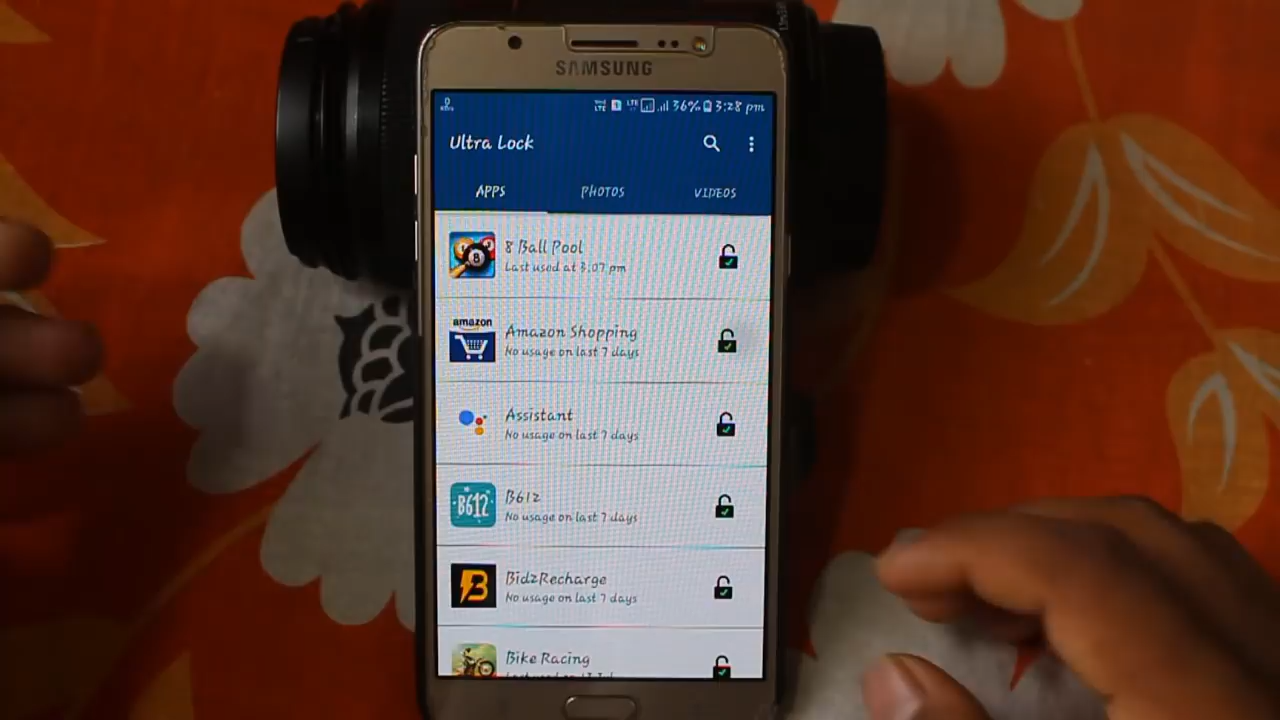 SAMSUNG
36% 3:28 pm
Ultra Lock
APPS PHOTOS VIDEOS
8 Ball Pool
Last used at 3:07 pm
amazon
Amazon Shopping
No usage on last 7 days
Assistant
No usage on last 7 days
B612
B612
No usage on last 7 days
B
BidzRecharge
No usage on last 7 days
Bike Racing